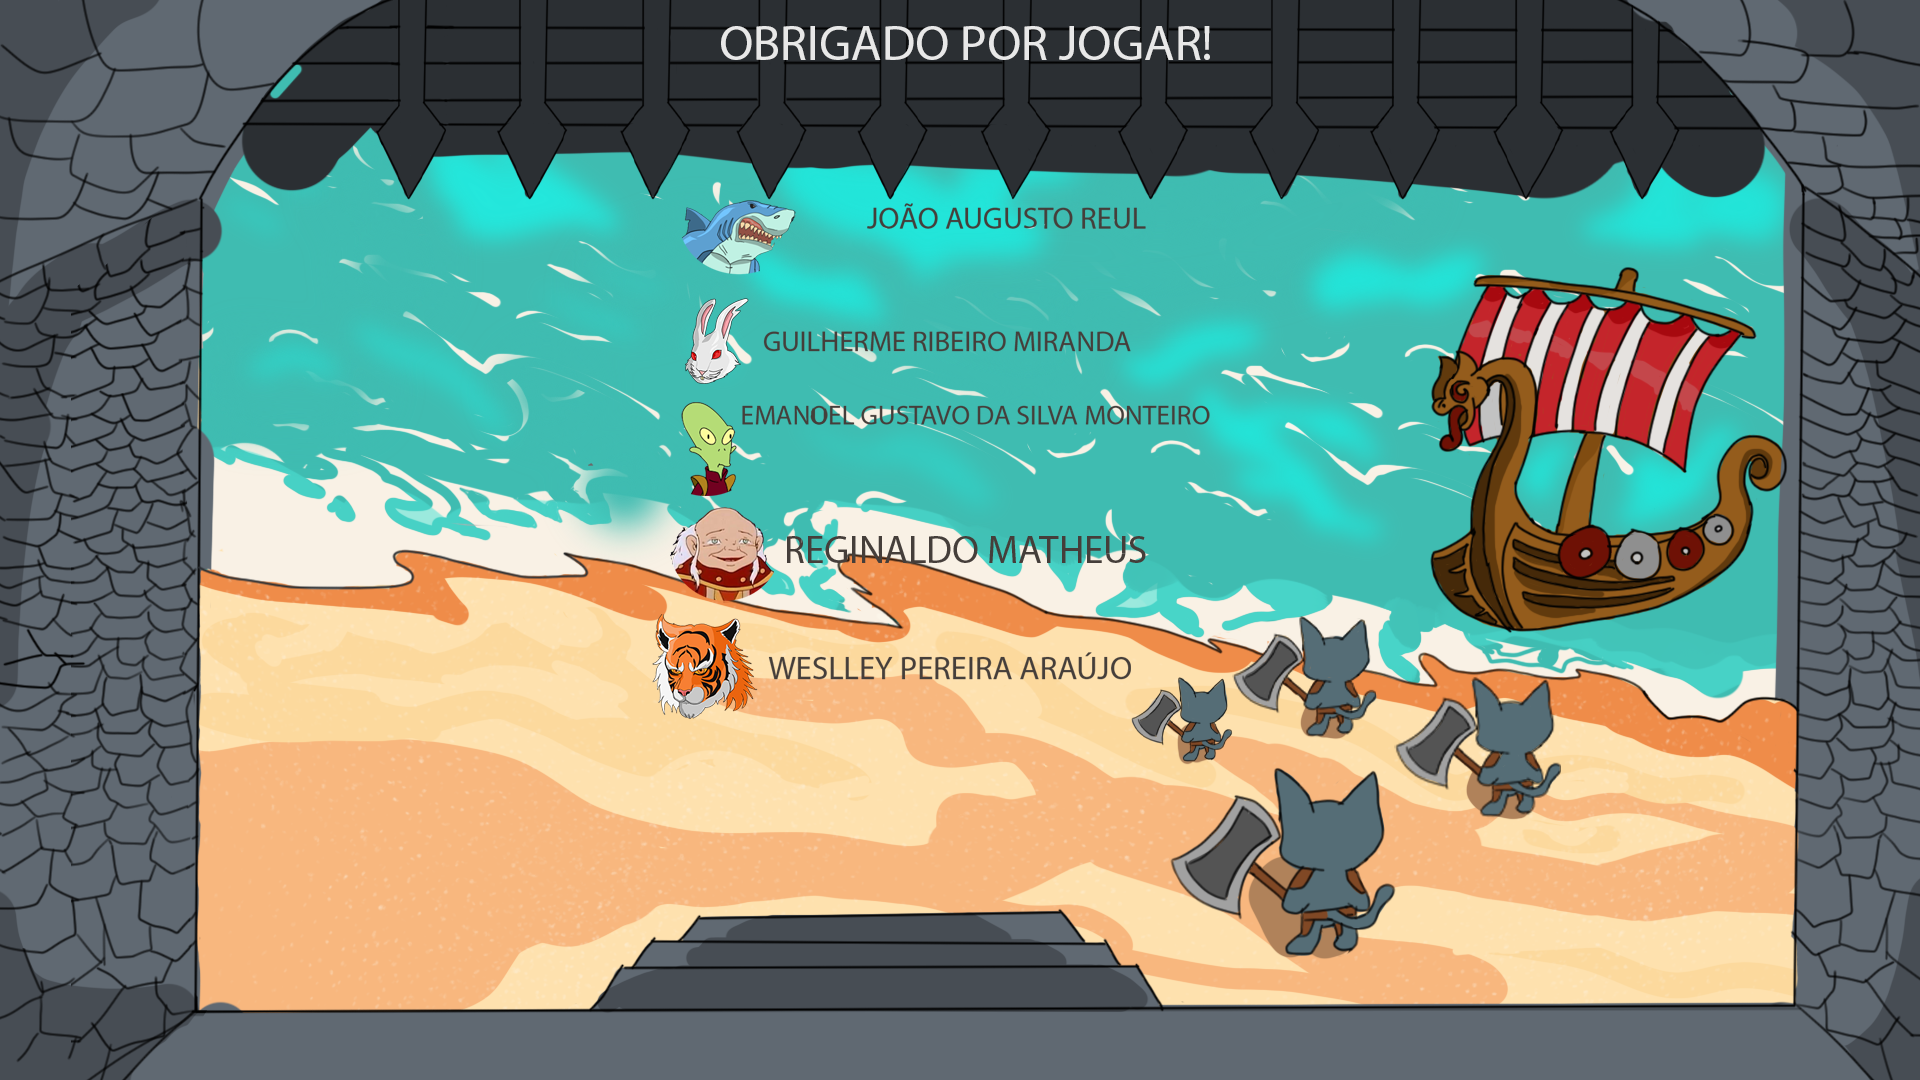 OBRIGADO POR JOGAR!
JOÃO AUGUSTO REUL
GUILHERME RIBEIRO MIRANDA
EMANOEL GUSTAVO DA SILVA MONTEIRO
REGINALDO MATHEUS
WESLLEY PEREIRA ARAÚJO